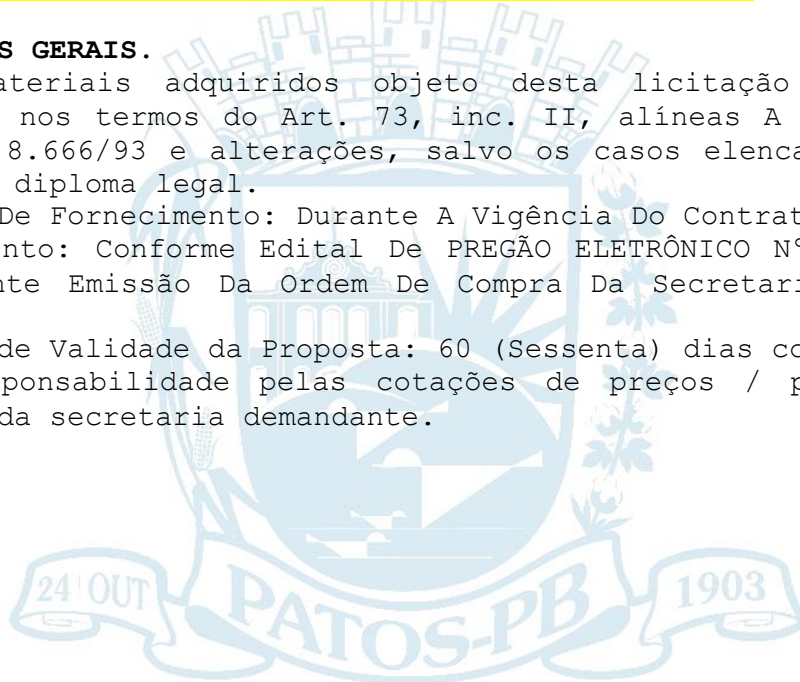 S GERAIS.
ateriais adquiridos objeto desta licitação
nos termos do Art. 73, inc. II, alíneas A
8.666/93 e alterações, salvo os casos elenca
diploma legal.
De Fornecimento: Durante A Vigência Do Contrat
nto: Conforme Edital De PREGÃO ELETRÔNICO Nº
nte Emissão Da Ordem De Compra Da Secretari
de Validade da Proposta: 60 (Sessenta) dias co
ponsabilidade pelas cotações de preços / p
da secretaria demandante.
24 OUT PATOS-PB 1903